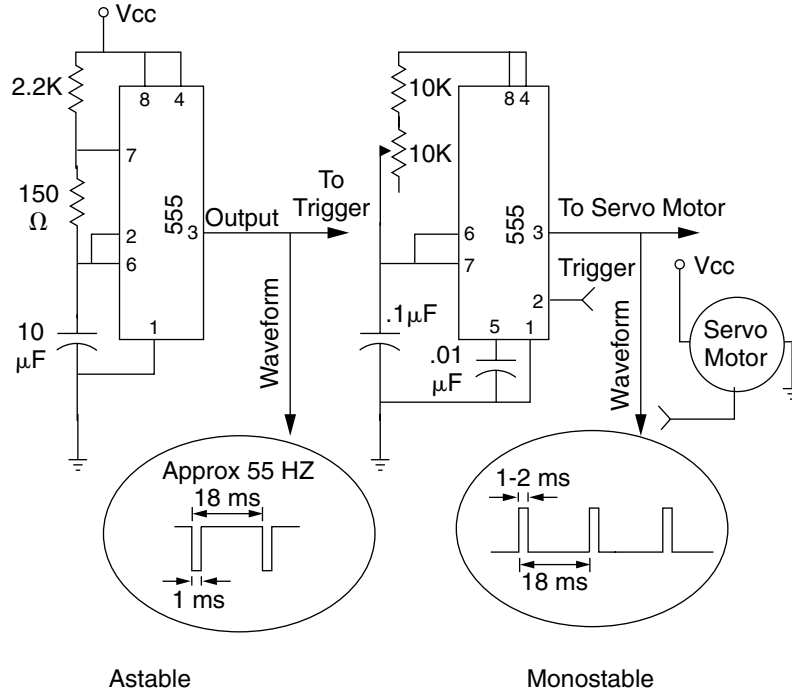 Vcc
2.2K
8 4
7
150
Ω
555
2
6
3
Output
To
Trigger
1
10
μF
Waveform
Approx 55 HZ
18 ms
1 ms
Astable
10K
10K
8 4
555
6
7
3
To Servo Motor
Trigger
2
5 1
.1μF
.01
μF
Waveform
Vcc
Servo
Motor
1-2 ms
18 ms
Monostable